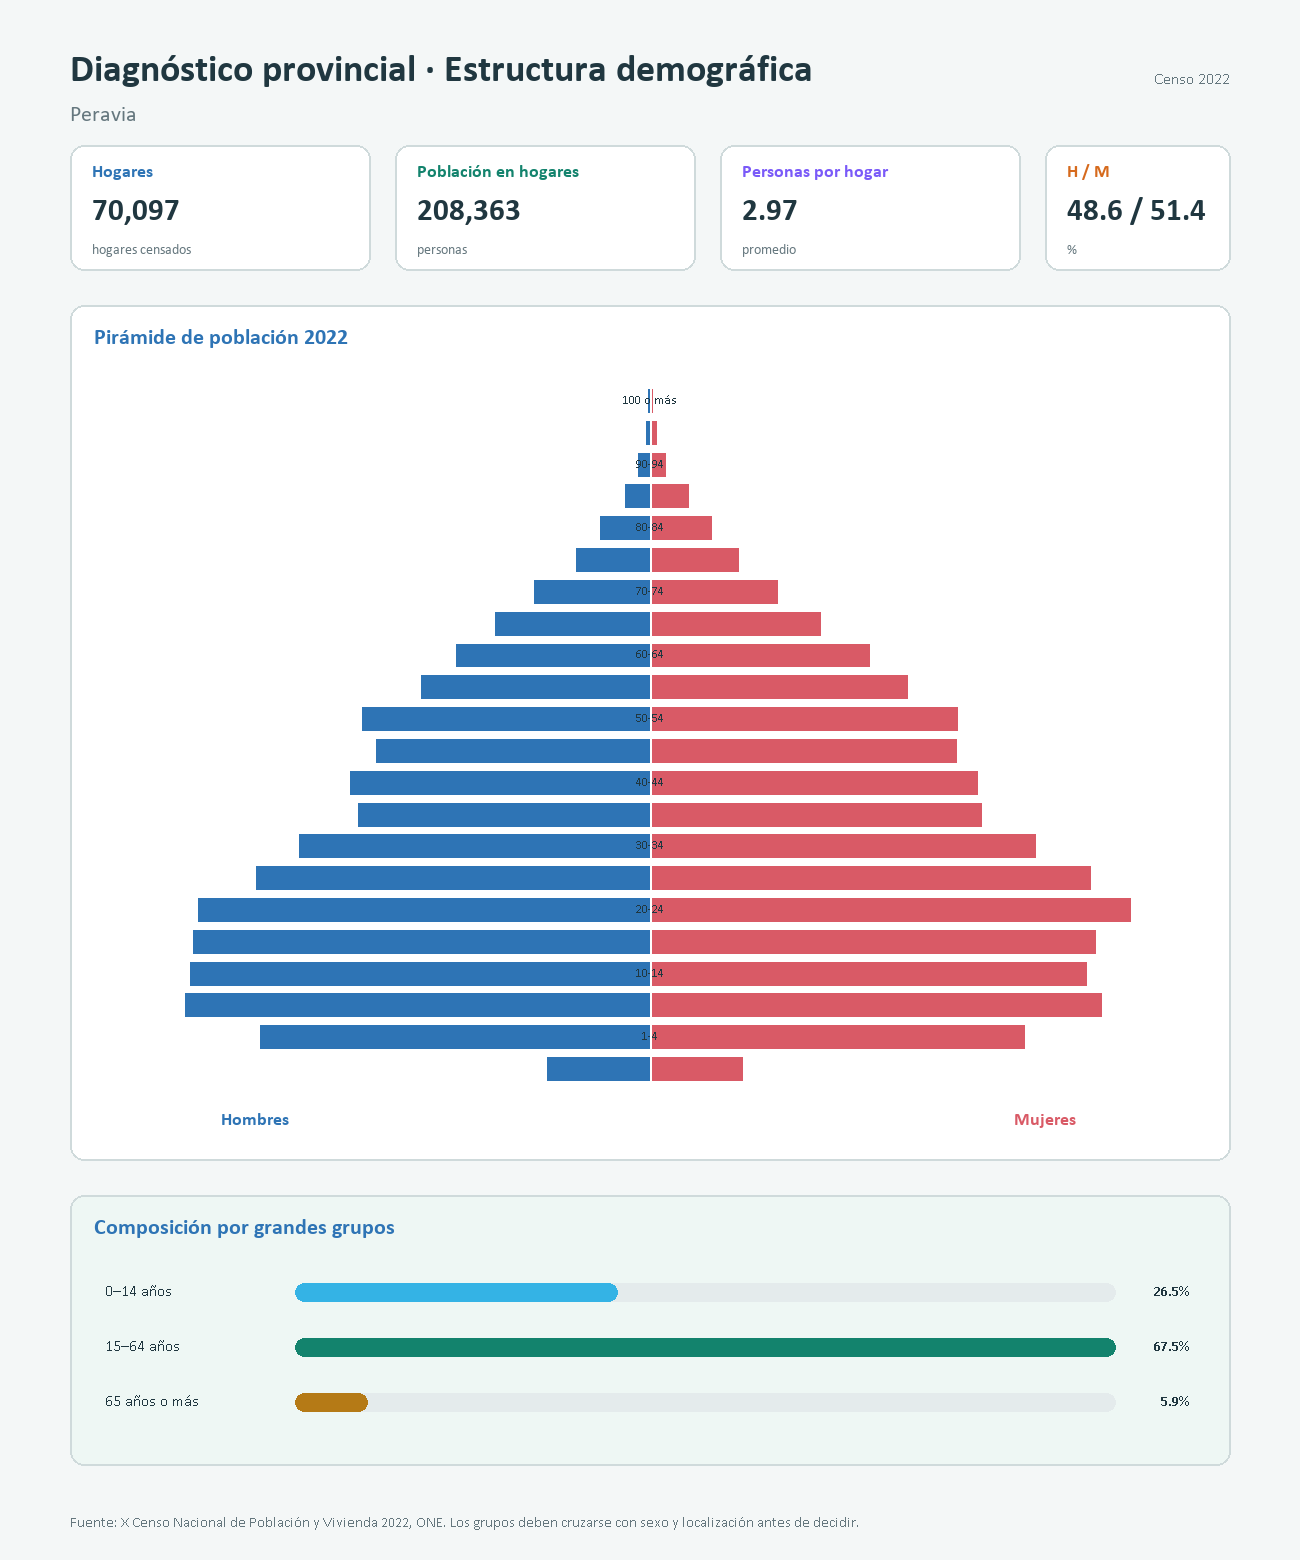 Diagnóstico provincial · Estructura demográfica
Censo 2022
Peravia
Hogares
70,097
hogares censados
Población en hogares
208,363
personas
Personas por hogar
2.97
promedio
H / M
48.6 / 51.4
%
Pirámide de población 2022
100 o más
90-94
80-84
70-74
60-64
50-54
40-44
30-34
20-24
10-14
1-4
Hombres
Mujeres
Composición por grandes grupos
0–14 años
26.5%
15–64 años
67.5%
65 años o más
5.9%
Fuente: X Censo Nacional de Población y Vivienda 2022, ONE. Los grupos deben cruzarse con sexo y localización antes de decidir.